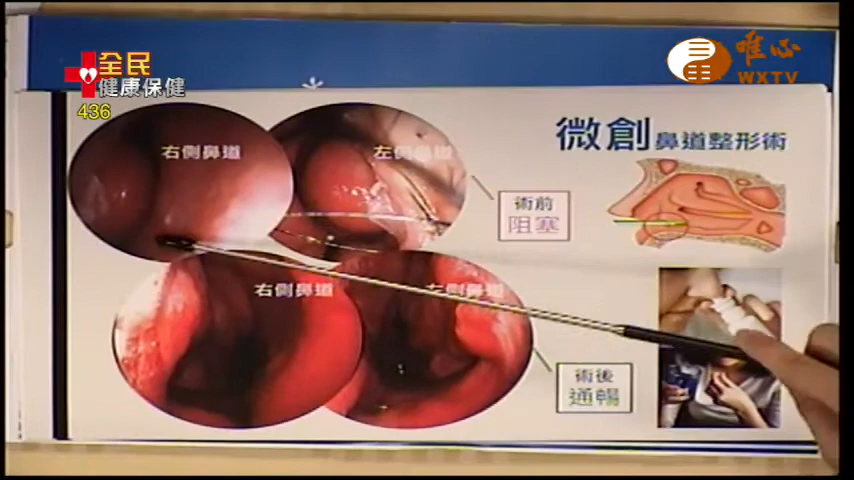 全民
健康保健
436
唯心
WXTV
微創鼻道整形術
右側鼻道
左側鼻道
術前
阻塞
右側鼻道
左側鼻道
術後
通暢